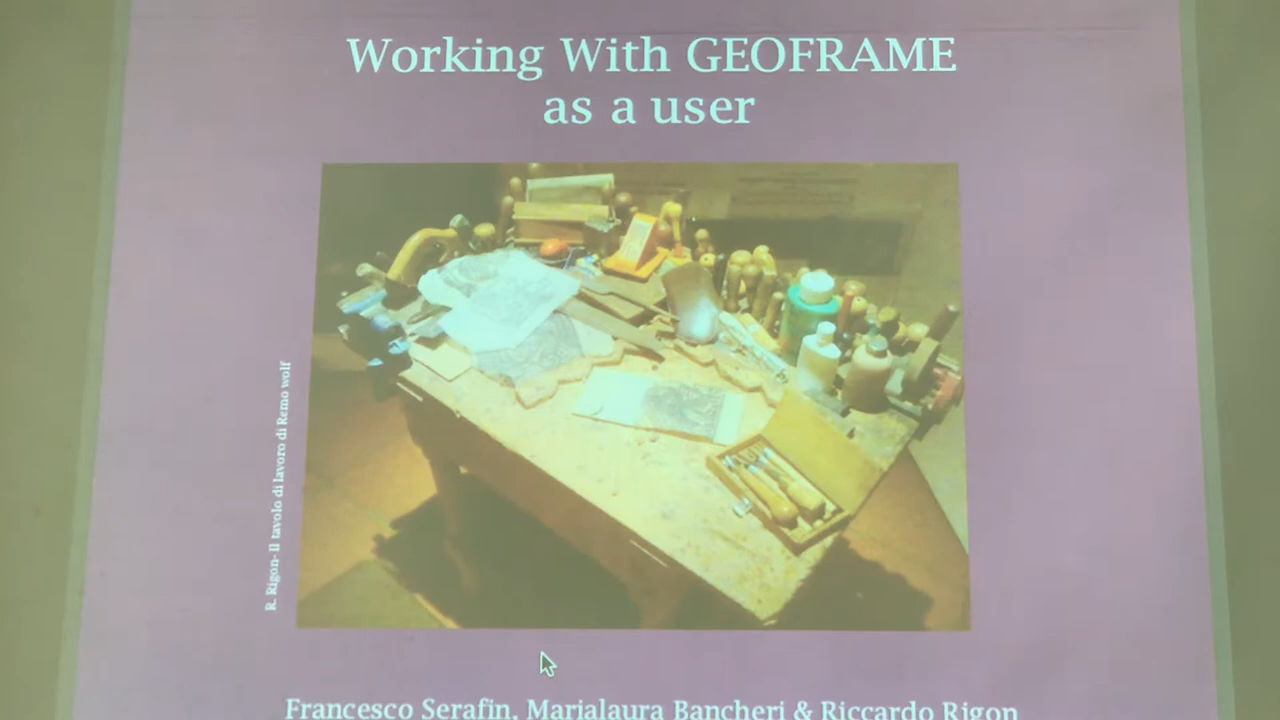 Working With GEOFRAME
as a user
R. Rigon- Il tavolo di lavoro di Remo wolf
Francesco Serafin, Marialaura Bancheri & Riccardo Rigon